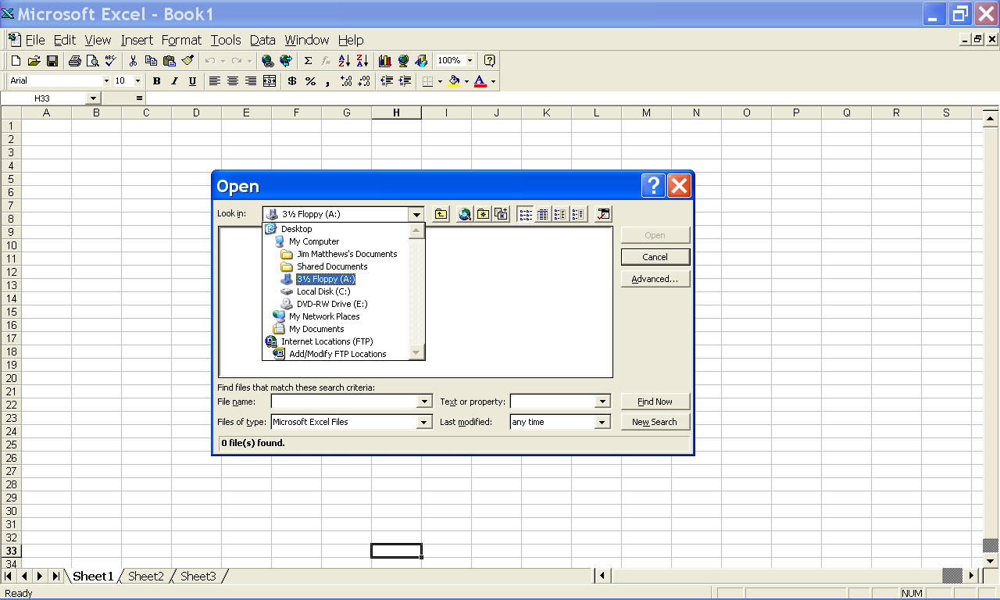 Microsoft Excel - Book1
File Edit View Insert Format Tools Data Window Help
100%
Arial 10 B I U $ % ,
H33 =
A B C D E F G H I J K L M N O P Q R S
1
2
3
4
5
6
7
8
9
10
11
12
13
14
15
16
17
18
19
20
21
22
23
24
25
26
27
28
29
30
31
32
33
34
Open
Look in: 3½ Floppy (A:)
Desktop
My Computer
Jim Matthews's Documents
Shared Documents
3½ Floppy (A:)
Local Disk (C:)
DVD-RW Drive (E:)
My Network Places
My Documents
Internet Locations (FTP)
Add/Modify FTP Locations
Open
Cancel
Advanced...
Find files that match these search criteria:
File name: Text or property: Find Now
Files of type: Microsoft Excel Files Last modified: any time New Search
0 file(s) found.
Sheet1 Sheet2 Sheet3
Ready NUM